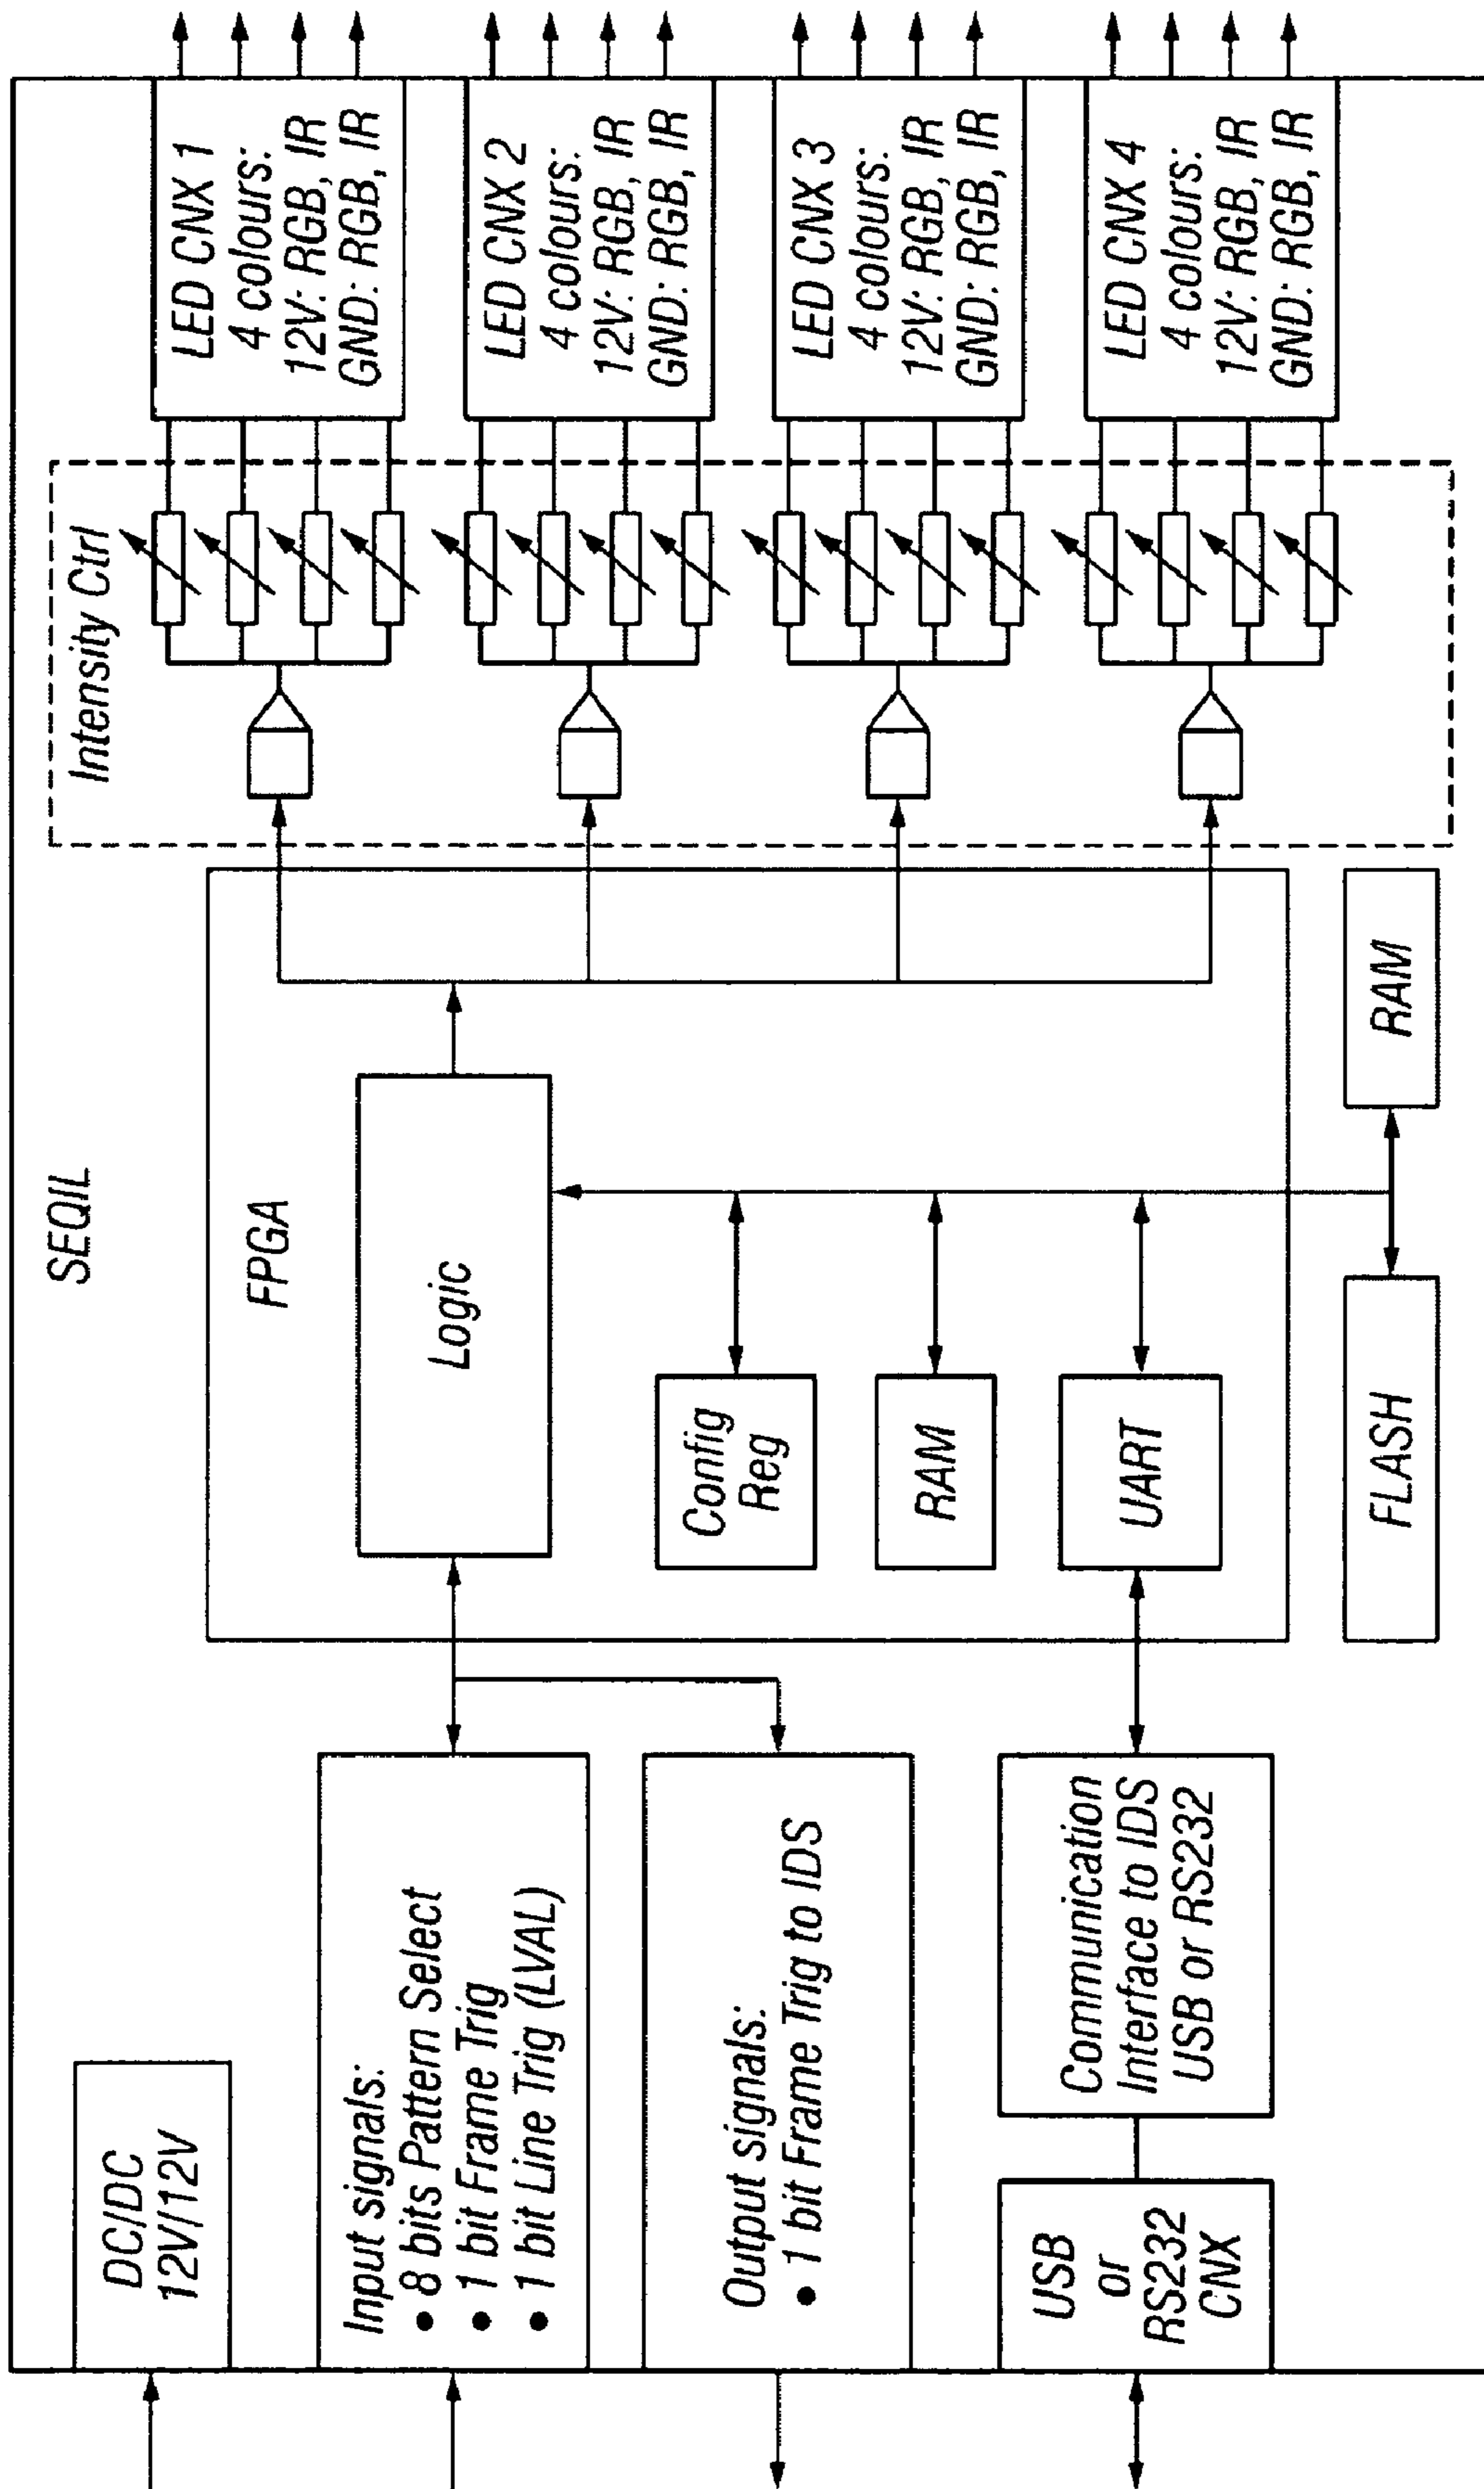 SEQIL
DC/DC
12V/12V
Input signals:
• 8 bits Pattern Select
• 1 bit Frame Trig
• 1 bit Line Trig (LVAL)
Output signals:
• 1 bit Frame Trig to IDS
USB
or
RS232
CNX
Communication
Interface to IDS
USB or RS232
FPGA
Logic
Config
Reg
RAM
UART
FLASH
RAM
Intensity Ctrl
LED CNX 1
4 colours:
12V: RGB, IR
GND: RGB, IR
LED CNX 2
4 colours:
12V: RGB, IR
GND: RGB, IR
LED CNX 3
4 colours:
12V: RGB, IR
GND: RGB, IR
LED CNX 4
4 colours:
12V: RGB, IR
GND: RGB, IR